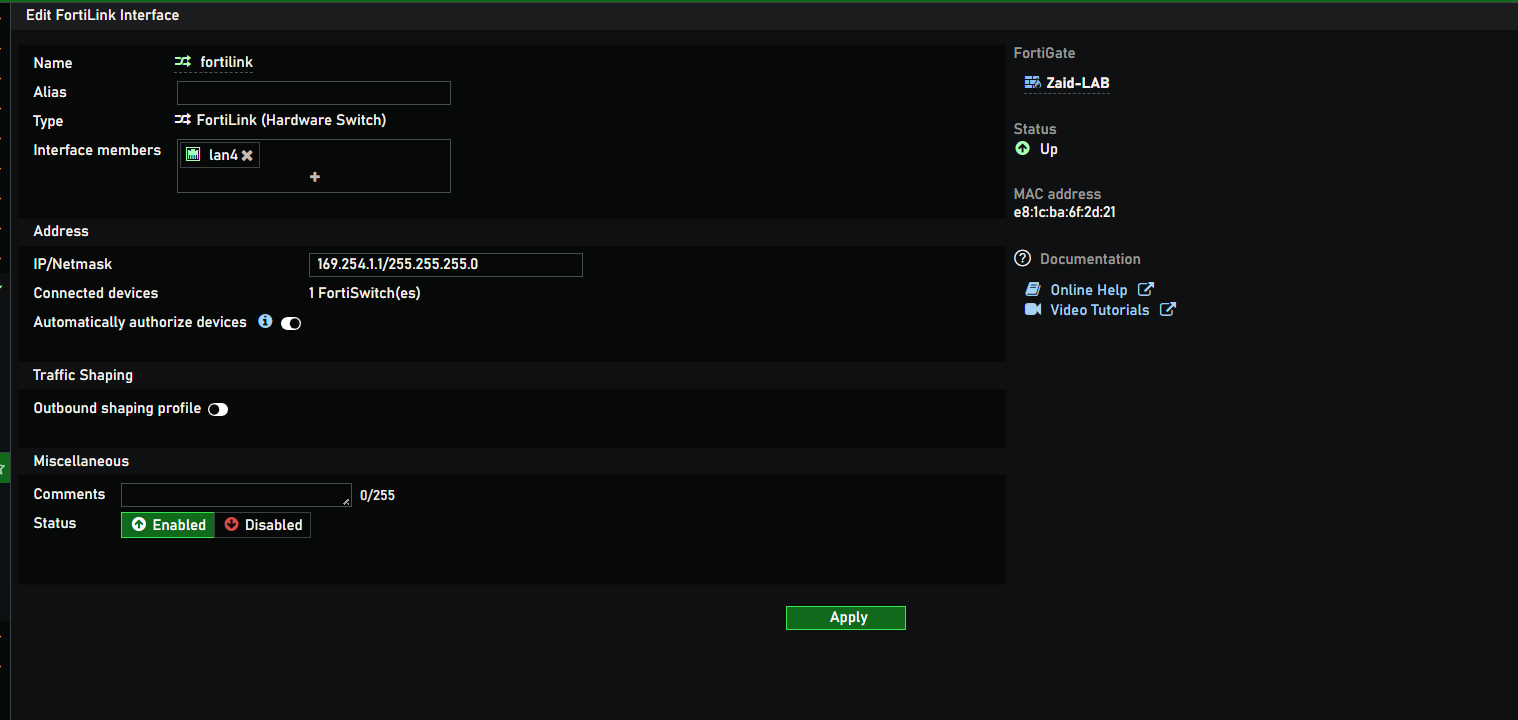 Edit FortiLink Interface
Name fortilink
Alias
Type FortiLink (Hardware Switch)
Interface members lan4
Address
IP/Netmask 169.254.1.1/255.255.255.0
Connected devices 1 FortiSwitch(es)
Automatically authorize devices
Traffic Shaping
Outbound shaping profile
Miscellaneous
Comments 0/255
Status Enabled Disabled
Apply
FortiGate
Zaid-LAB
Status
Up
MAC address
e8:1c:ba:6f:2d:21
Documentation
Online Help
Video Tutorials